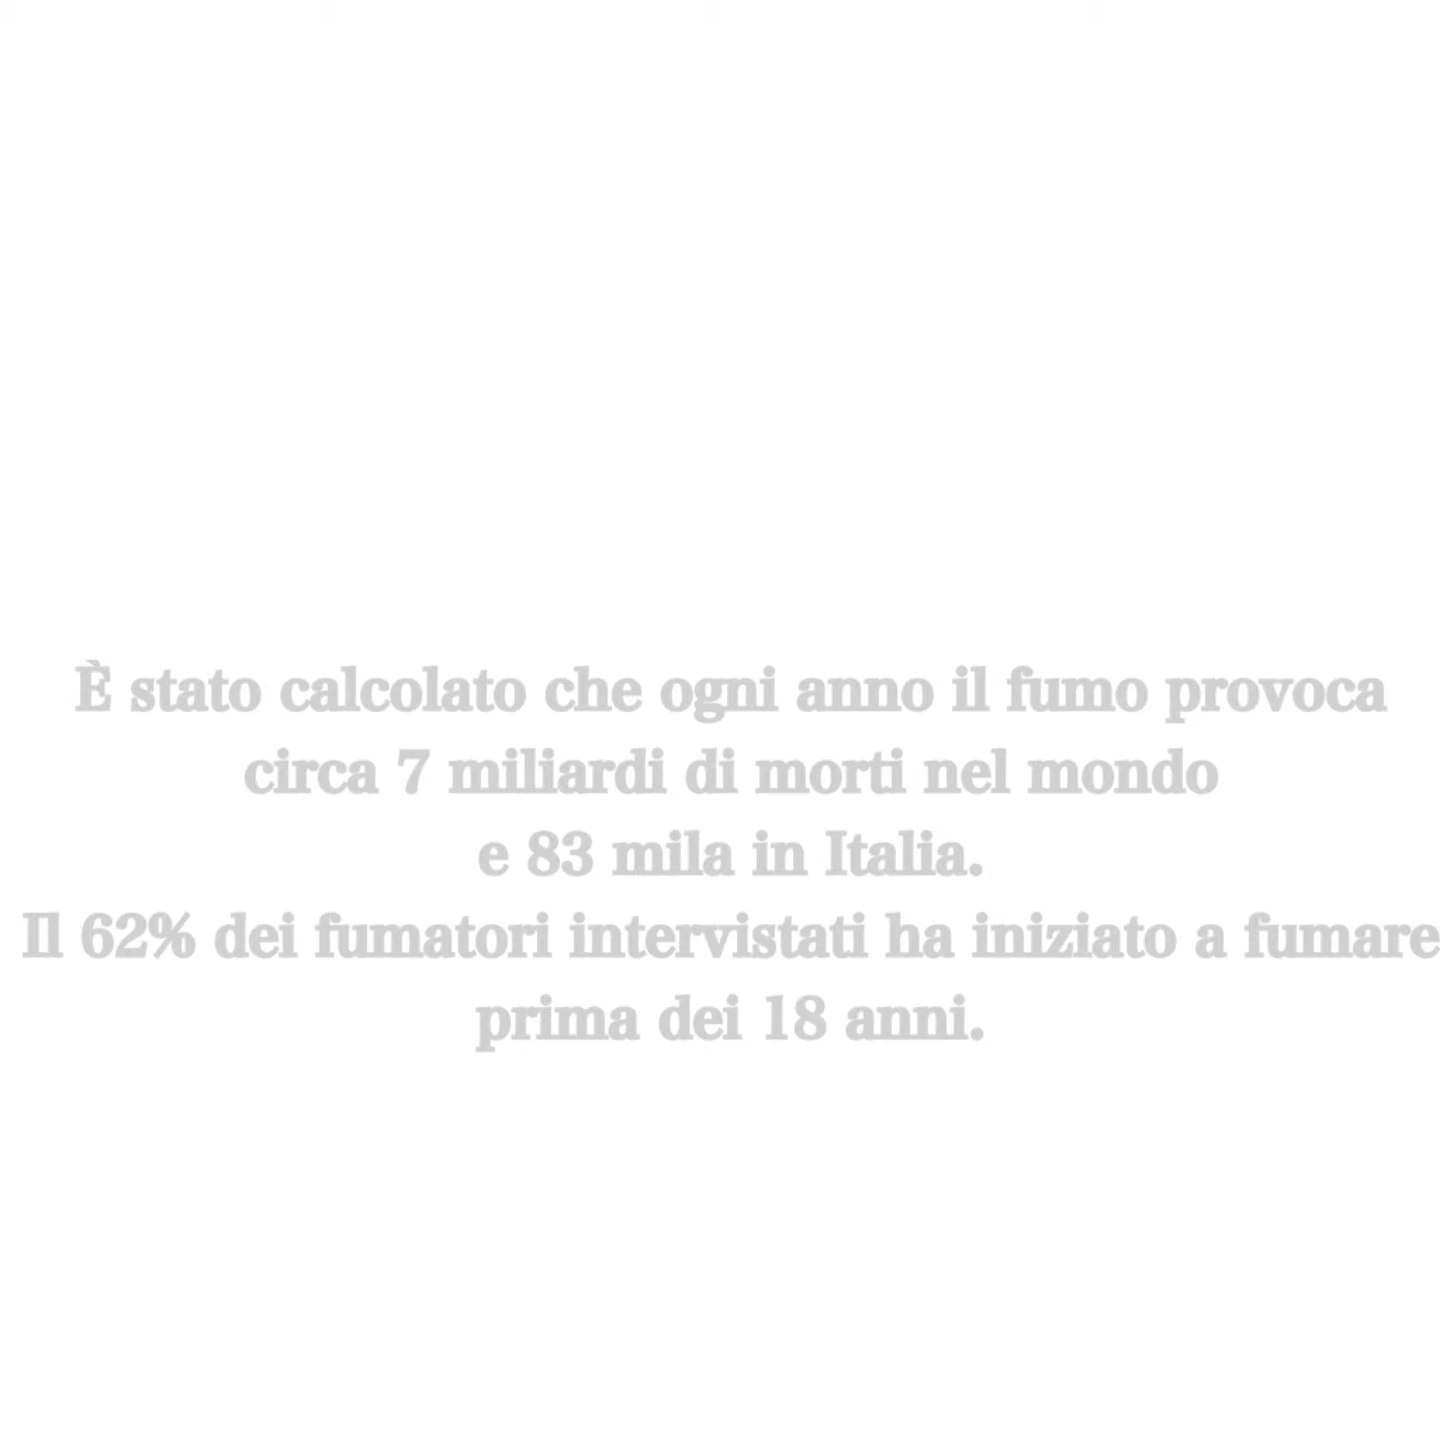 È stato calcolato che ogni anno il fumo provoca
circa 7 miliardi di morti nel mondo
e 83 mila in Italia.
Il 62% dei fumatori intervistati ha iniziato a fumare
prima dei 18 anni.